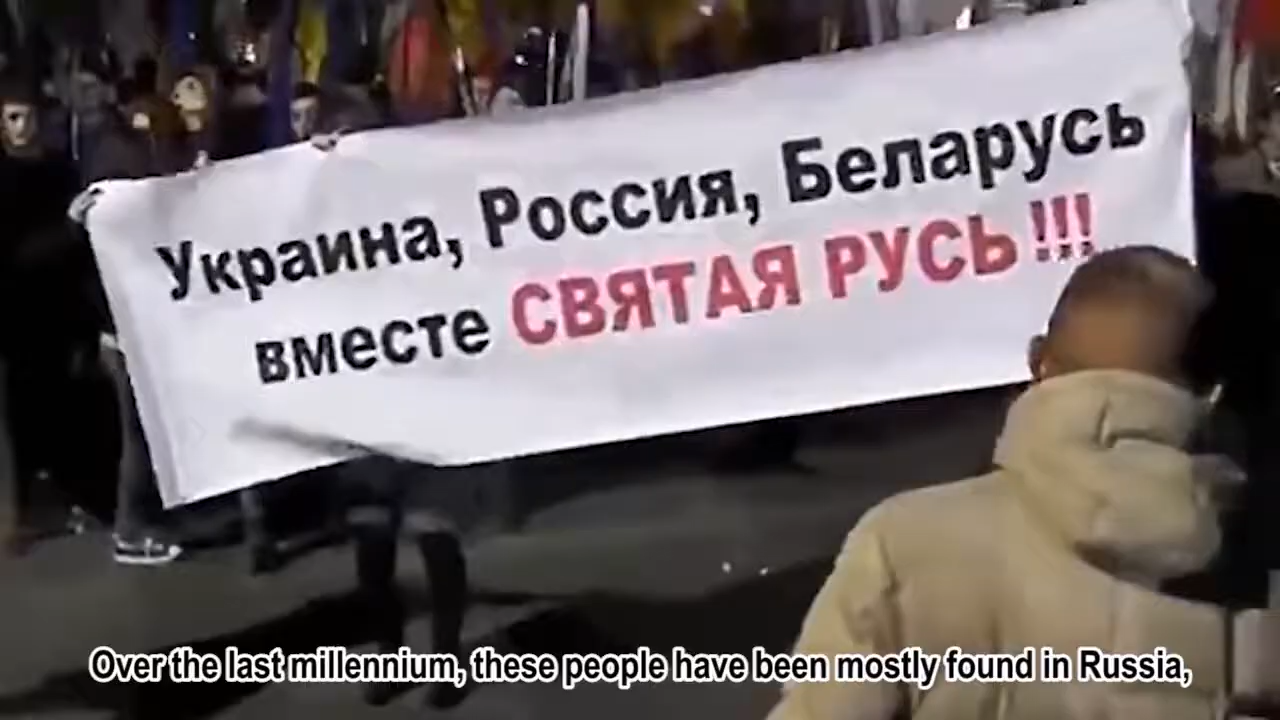 Украина, Россия, Беларусь
вместе СВЯТАЯ РУСЬ!!!
Over the last millennium, these people have been mostly found in Russia,